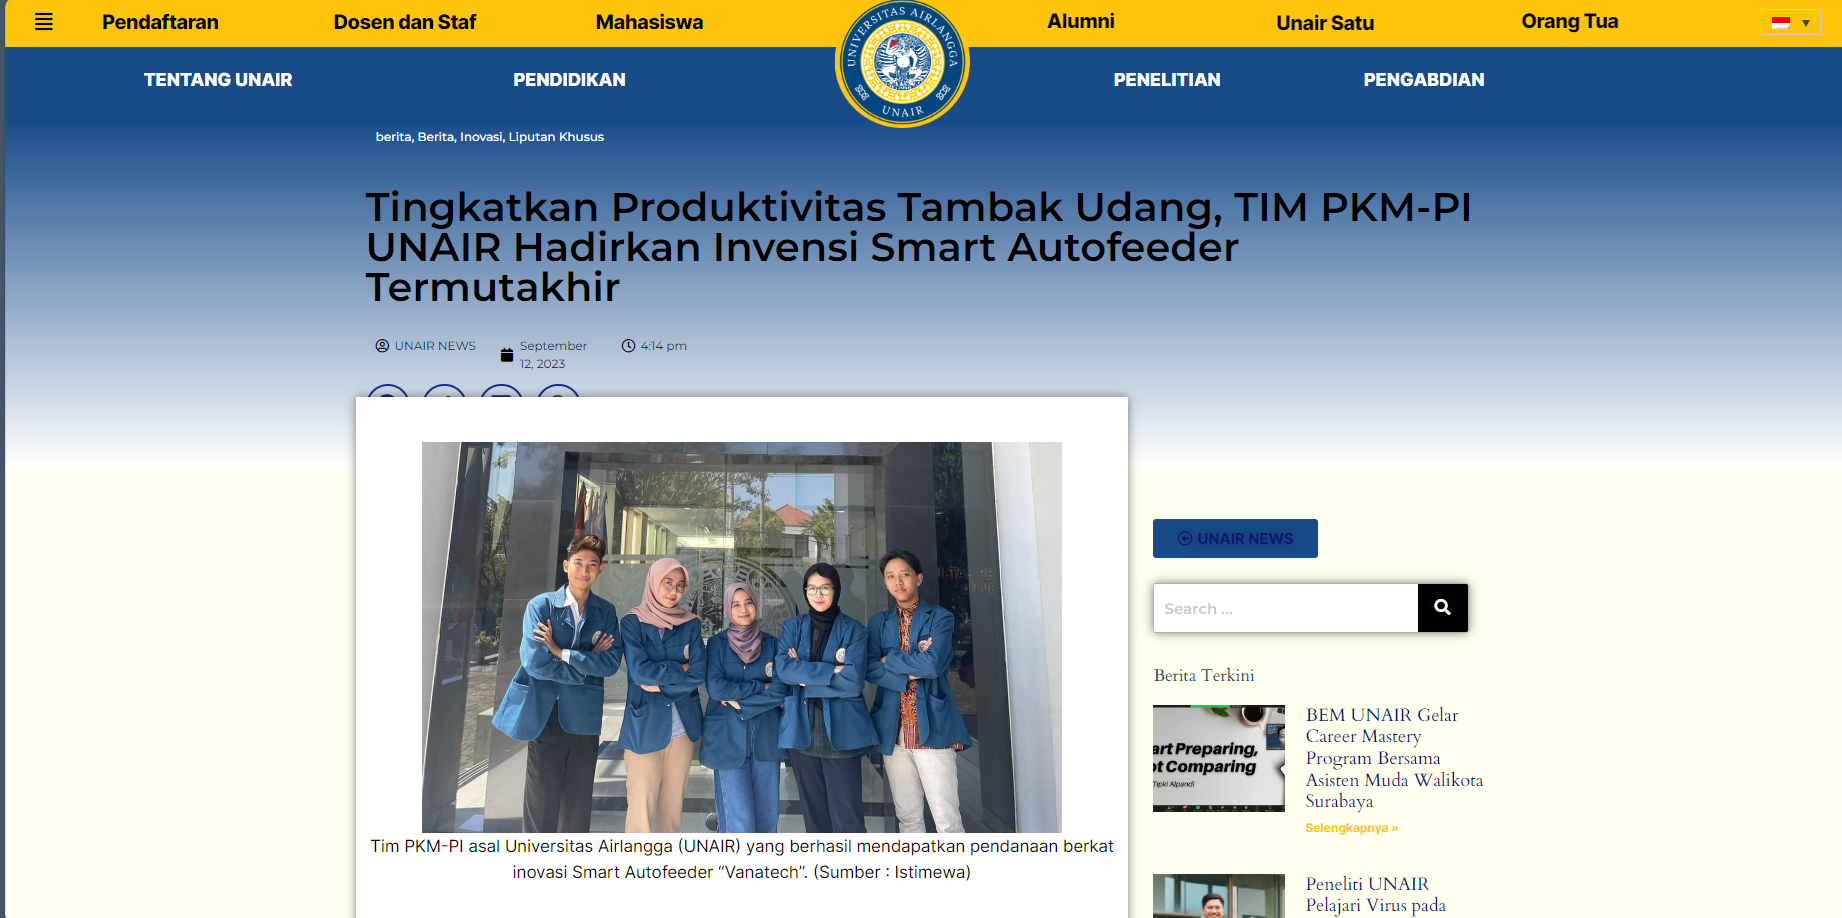 Pendaftaran
Dosen dan Staf
Mahasiswa
Alumni
Unair Satu
Orang Tua
UNIVERSITAS AIRLANGGA
UNAIR
TENTANG UNAIR
PENDIDIKAN
PENELITIAN
PENGABDIAN
berita, Berita, Inovasi, Liputan Khusus
Tingkatkan Produktivitas Tambak Udang, TIM PKM-PI
UNAIR Hadirkan Invensi Smart Autofeeder
Termutakhir
UNAIR NEWS
September
12, 2023
4:14 pm
Tim PKM-PI asal Universitas Airlangga (UNAIR) yang berhasil mendapatkan pendanaan berkat
inovasi Smart Autofeeder “Vanatech”. (Sumber : Istimewa)
UNAIR NEWS
Search ...
Berita Terkini
art Preparing,
ot Comparing
Tipki Alpandi
BEM UNAIR Gelar
Career Mastery
Program Bersama
Asisten Muda Walikota
Surabaya
Selengkapnya »
Peneliti UNAIR
Pelajari Virus pada